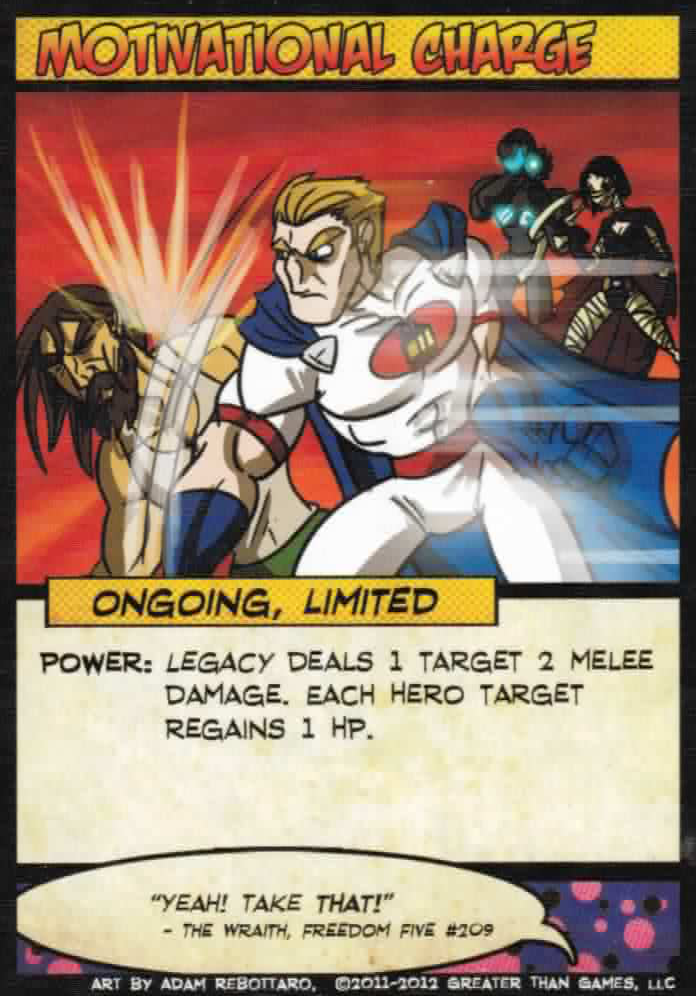 MOTIVATIONAL CHARGE
ONGOING, LIMITED
POWER: LEGACY DEALS 1 TARGET 2 MELEE
DAMAGE. EACH HERO TARGET
REGAINS 1 HP.
"YEAH! TAKE THAT!"
- THE WRAITH, FREEDOM FIVE #209
ART BY ADAM REBOTTARO, ©2011-2012 GREATER THAN GAMES, LLC